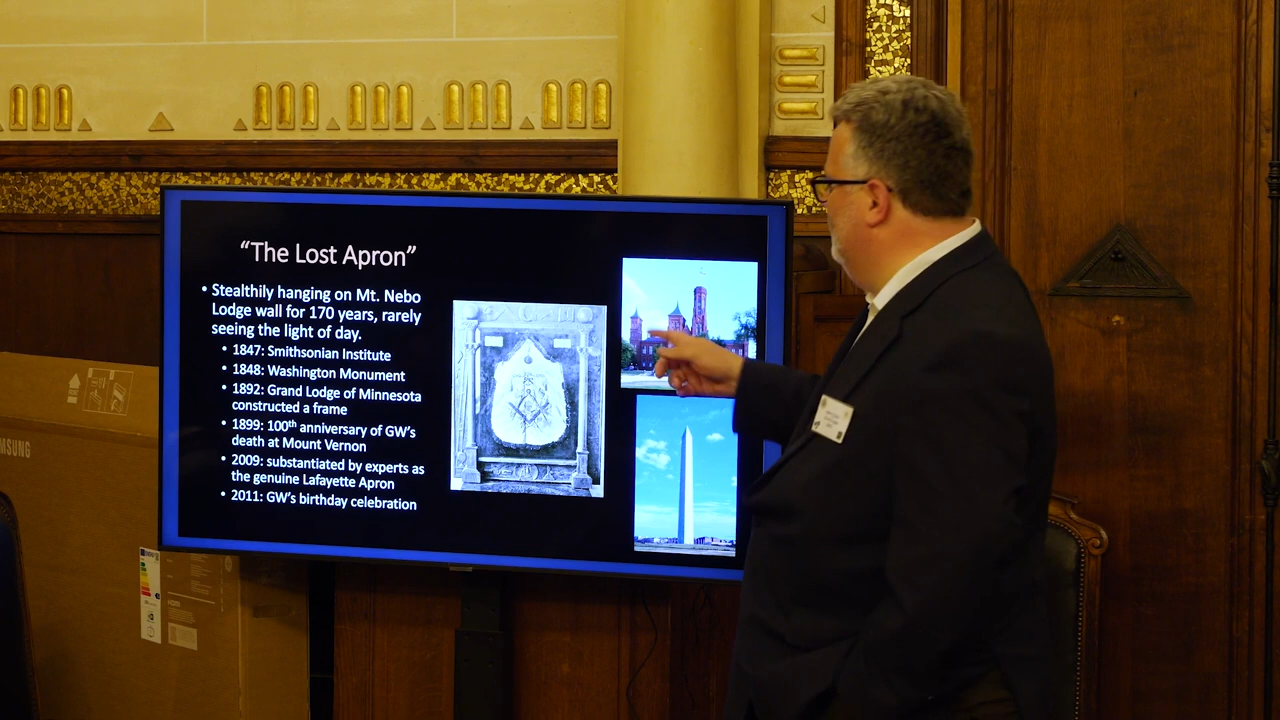 “The Lost Apron”
• Stealthily hanging on Mt. Nebo
Lodge wall for 170 years, rarely
seeing the light of day.
• 1847: Smithsonian Institute
• 1848: Washington Monument
• 1892: Grand Lodge of Minnesota
constructed a frame
• 1899: 100th anniversary of GW’s
death at Mount Vernon
• 2009: substantiated by experts as
the genuine Lafayette Apron
• 2011: GW’s birthday celebration
SAMSUNG